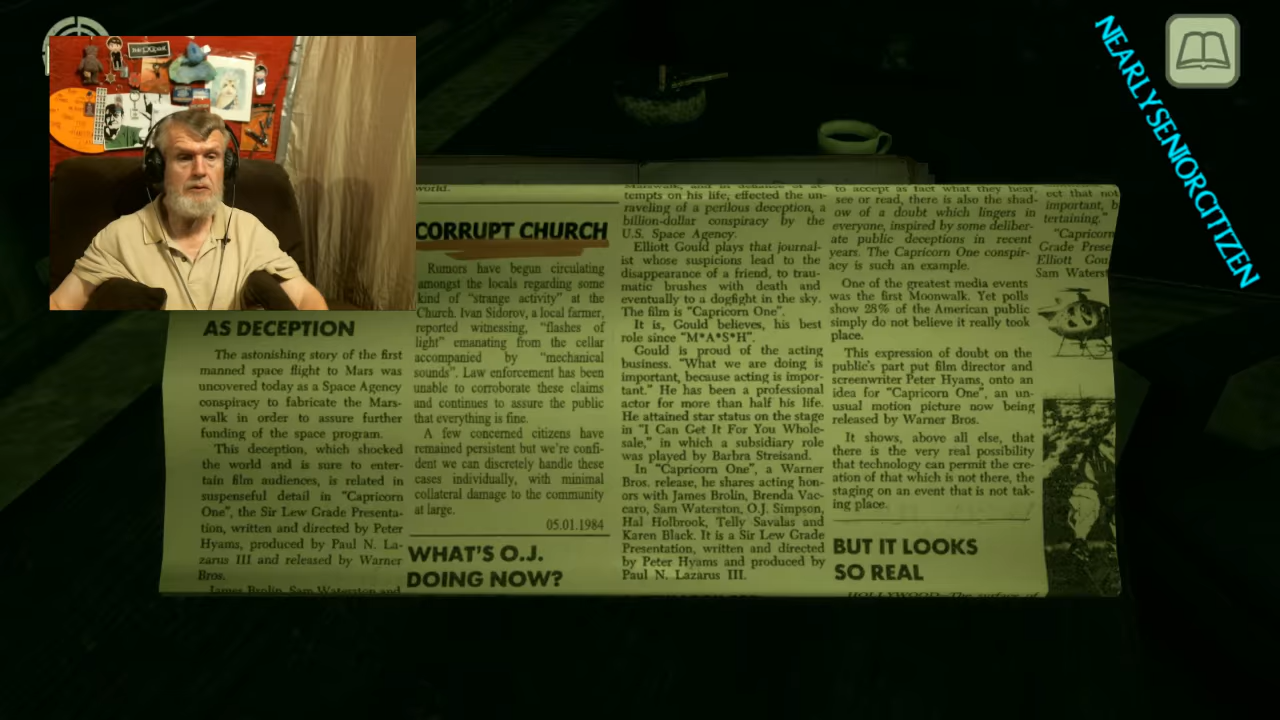 NEARLYSENIORCITIZEN
AS DECEPTION
The astonishing story of the first
manned space flight to Mars was
uncovered today as a Space Agency
conspiracy to fabricate the Mars-
walk in order to assure further
funding of the space program.
This deception, which shocked
the world and is sure to enter-
tain film audiences, is related in
suspenseful detail in "Capricorn
One", the Sir Lew Grade Presenta-
tion, written and directed by Peter
Hyams, produced by Paul N. La-
zarus III and released by Warner
Bros.
James Brolin, Sam Waterston and
world.
CORRUPT CHURCH
Rumors have begun circulating
amongst the locals regarding some
kind of "strange activity" at the
Church. Ivan Sidorov, a local farmer,
reported witnessing, "flashes of
light" emanating from the cellar
accompanied by "mechanical
sounds". Law enforcement has been
unable to corroborate these claims
and continues to assure the public
that everything is fine.
A few concerned citizens have
remained persistent but we're confi-
dent we can discretely handle these
cases individually, with minimal
collateral damage to the community
at large.
05.01.1984
WHAT'S O.J.
DOING NOW?
tempts on his life, effected the un-
raveling of a perilous deception, a
billion-dollar conspiracy by the
U.S. Space Agency.
Elliott Gould plays that journal-
ist whose suspicions lead to the
disappearance of a friend, to trau-
matic brushes with death and
eventually to a dogfight in the sky.
The film is "Capricorn One".
It is, Gould believes, his best
role since "M*A*S*H".
Gould is proud of the acting
business. "What we are doing is
important, because acting is impor-
tant." He has been a professional
actor for more than half his life.
He attained star status on the stage
in "I Can Get It For You Whole-
sale," in which a subsidiary role
was played by Barbra Streisand.
In "Capricorn One", a Warner
Bros. release, he shares acting hon-
ors with James Brolin, Brenda Vac-
caro, Sam Waterston, O.J. Simpson,
Hal Holbrook, Telly Savalas and
Karen Black. It is a Sir Lew Grade
Presentation, written and directed
by Peter Hyams and produced by
Paul N. Lazarus III.
to accept as fact what they hear,
see or read, there is also the shad-
ow of a doubt which lingers in
everyone, inspired by some deliber-
ate public deceptions in recent
years. The Capricorn One conspir-
acy is such an example.
One of the greatest media events
was the first Moonwalk. Yet polls
show 28% of the American public
simply do not believe it really took
place.
This expression of doubt on the
public's part put film director and
screenwriter Peter Hyams, onto an
idea for "Capricorn One", an un-
usual motion picture now being
released by Warner Bros.
It shows, above all else, that
there is the very real possibility
that technology can permit the cre-
ation of that which is not there, the
staging on an event that is not tak-
ing place.
BUT IT LOOKS
SO REAL
HOLLYWOOD—The surface of
ect that no
important, b
tertaining."
"Capricorn
Grade Prese
Elliott Gou
Sam Waterst